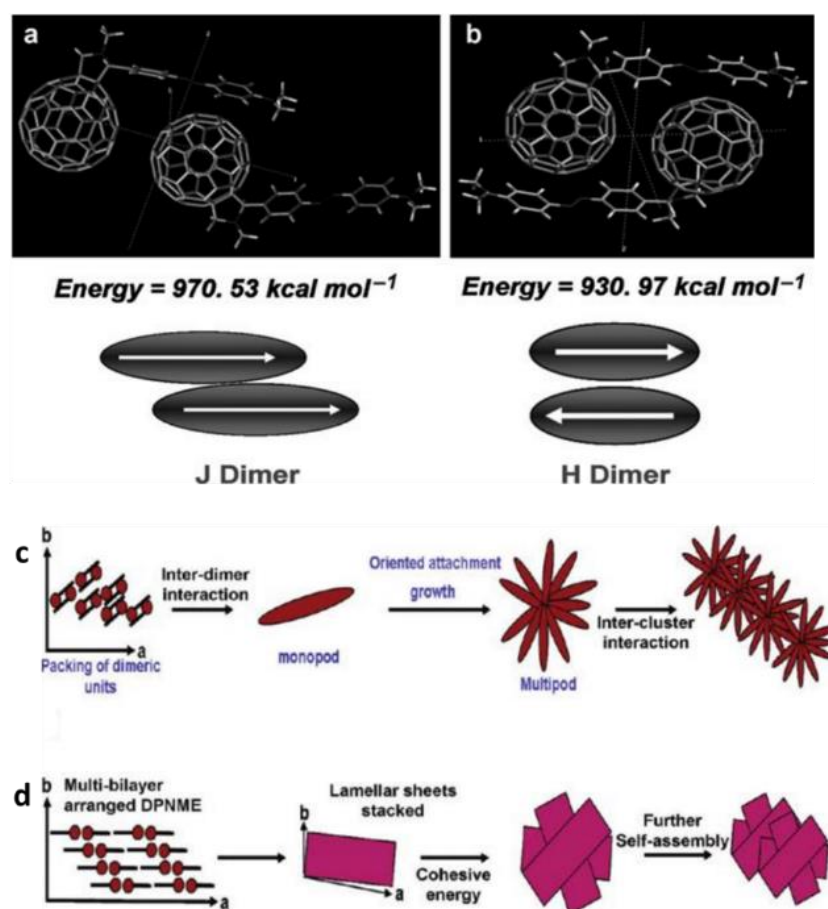 a
b
Energy = 970. 53 kcal mol⁻¹
Energy = 930. 97 kcal mol⁻¹
J Dimer
H Dimer
c
b
a
Packing of dimeric
units
Inter-dimer
interaction
monopod
Oriented attachment
growth
Multipod
Inter-cluster
interaction
d
b
Multi-bilayer
arranged DPNME
a
Lamellar sheets
stacked
b
a
Cohesive
energy
Further
Self-assembly